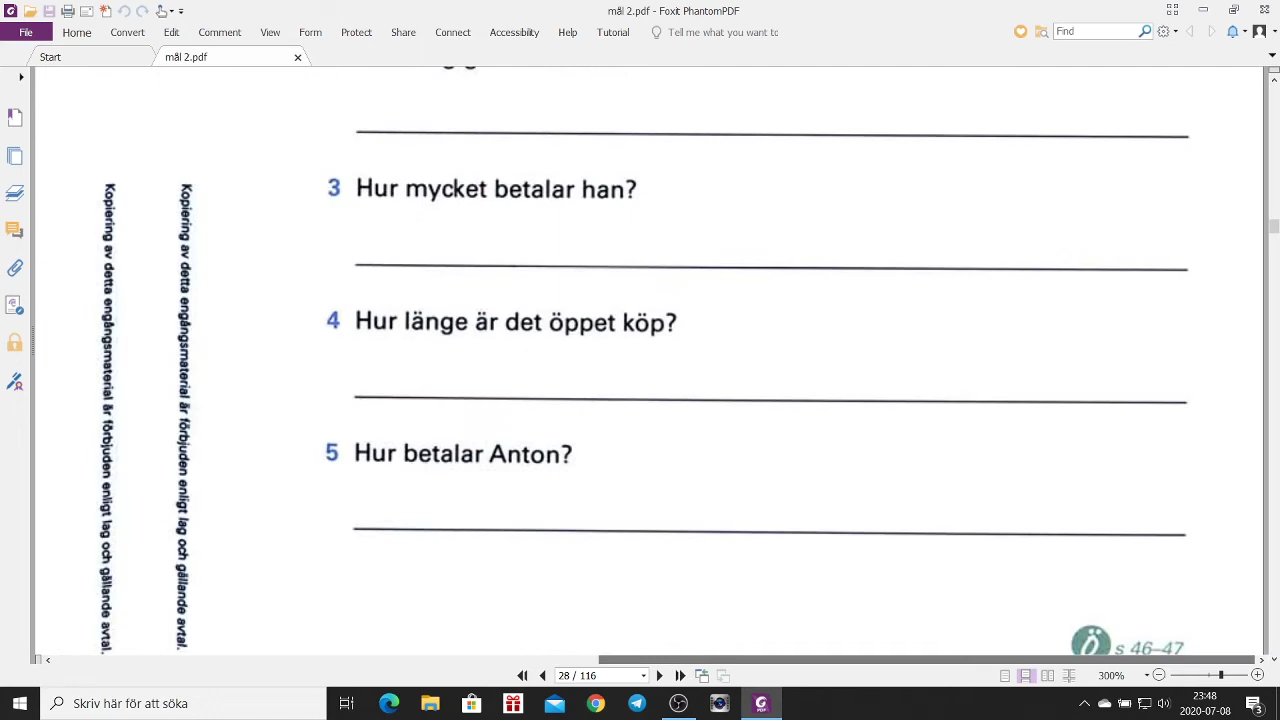 mål 2.pdf - Foxit PhantomPDF
File Home Convert Edit Comment View Form Protect Share Connect Accessibility Help Tutorial Tell me what you want to Find
Start mål 2.pdf
3 Hur mycket betalar han?
4 Hur länge är det öppet köp?
5 Hur betalar Anton?
Kopiering av detta engångsmaterial är förbjuden enligt lag och gällande avtal.
Kopiering av detta engångsmaterial är förbjuden enligt lag och gällande avtal.
Ö s 46–47
28 / 116 300%
Skriv här för att söka
23:48
2020-07-08
3